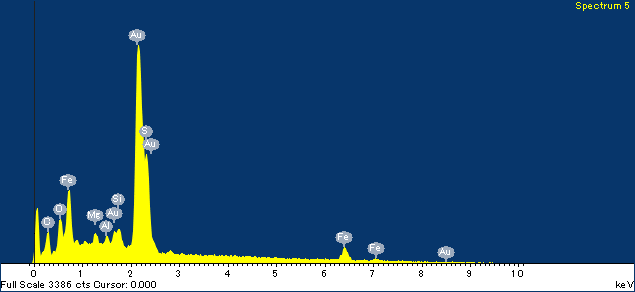 Spectrum 5
Au
S
Au
Fe
Si
O
Au
Mg
C
Al
Fe
Fe
Au
0 1 2 3 4 5 6 7 8 9 10
Full Scale 3386 cts Cursor: 0.000 keV